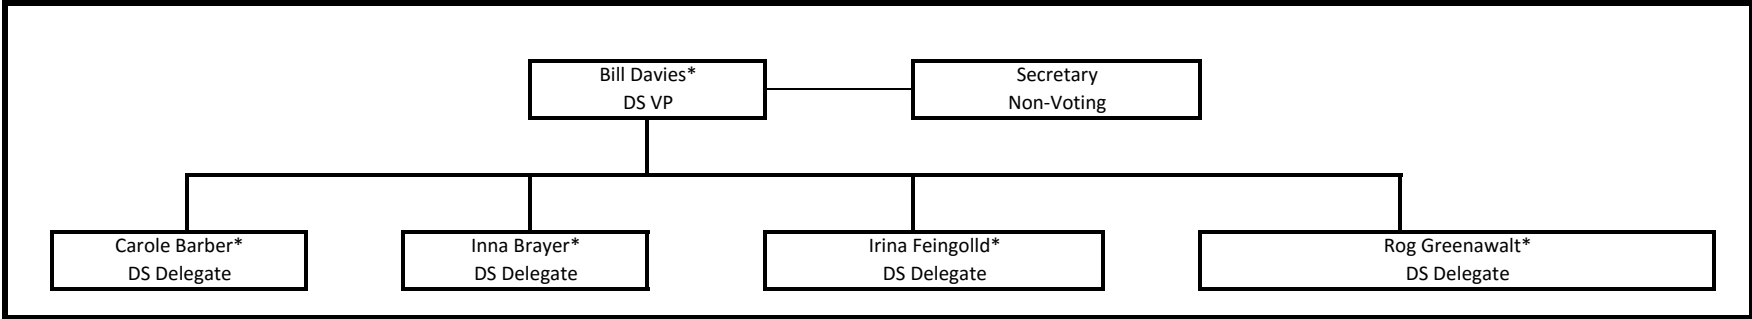 Bill Davies*
DS VP
Secretary
Non-Voting
Carole Barber*
DS Delegate
Inna Brayer*
DS Delegate
Irina Feingolld*
DS Delegate
Rog Greenawalt*
DS Delegate